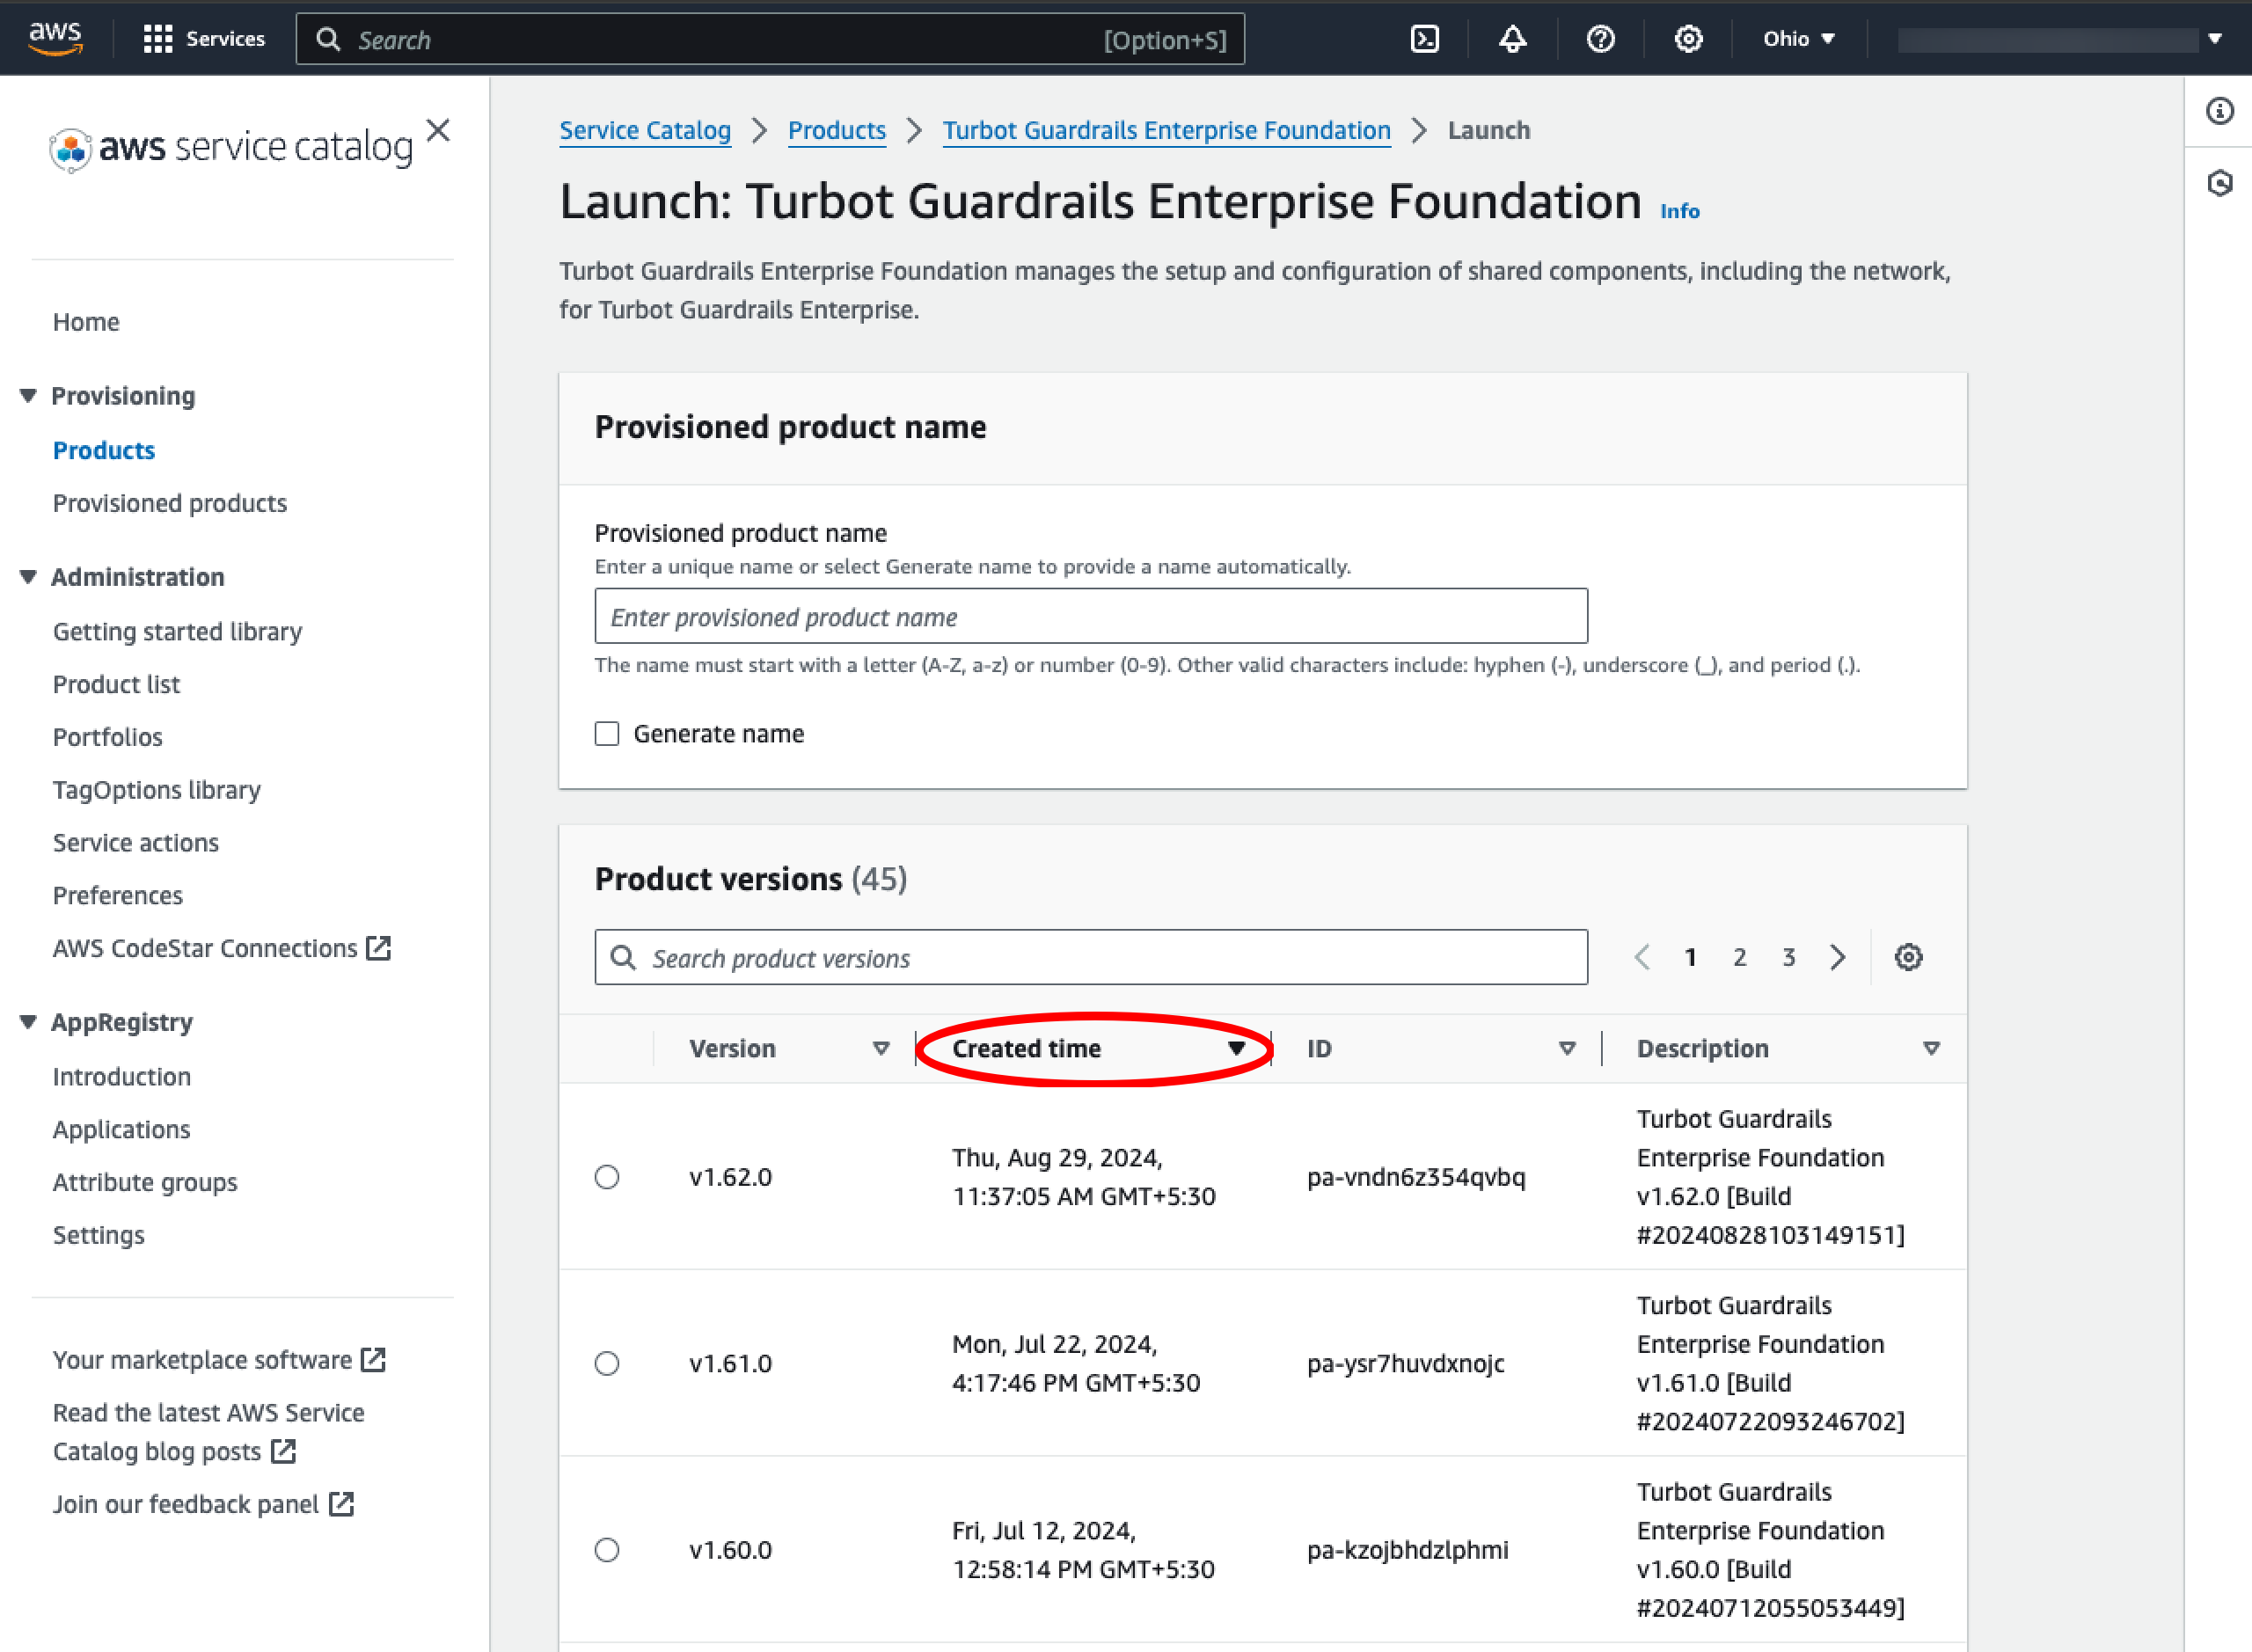 aws
Services
Search
[Option+S]
Ohio
aws service catalog
Home
Provisioning
Products
Provisioned products
Administration
Getting started library
Product list
Portfolios
TagOptions library
Service actions
Preferences
AWS CodeStar Connections
AppRegistry
Introduction
Applications
Attribute groups
Settings
Your marketplace software
Read the latest AWS Service
Catalog blog posts
Join our feedback panel
Service Catalog > Products > Turbot Guardrails Enterprise Foundation > Launch
Launch: Turbot Guardrails Enterprise Foundation Info
Turbot Guardrails Enterprise Foundation manages the setup and configuration of shared components, including the network,
for Turbot Guardrails Enterprise.
Provisioned product name
Provisioned product name
Enter a unique name or select Generate name to provide a name automatically.
Enter provisioned product name
The name must start with a letter (A-Z, a-z) or number (0-9). Other valid characters include: hyphen (-), underscore (_), and period (.).
Generate name
Product versions (45)
Search product versions
1 2 3
Version Created time ID Description
v1.62.0
Thu, Aug 29, 2024,
11:37:05 AM GMT+5:30
pa-vndn6z354qvbq
Turbot Guardrails
Enterprise Foundation
v1.62.0 [Build
#20240828103149151]
v1.61.0
Mon, Jul 22, 2024,
4:17:46 PM GMT+5:30
pa-ysr7huvdxnojc
Turbot Guardrails
Enterprise Foundation
v1.61.0 [Build
#20240722093246702]
v1.60.0
Fri, Jul 12, 2024,
12:58:14 PM GMT+5:30
pa-kzojbhdzlphmi
Turbot Guardrails
Enterprise Foundation
v1.60.0 [Build
#20240712055053449]